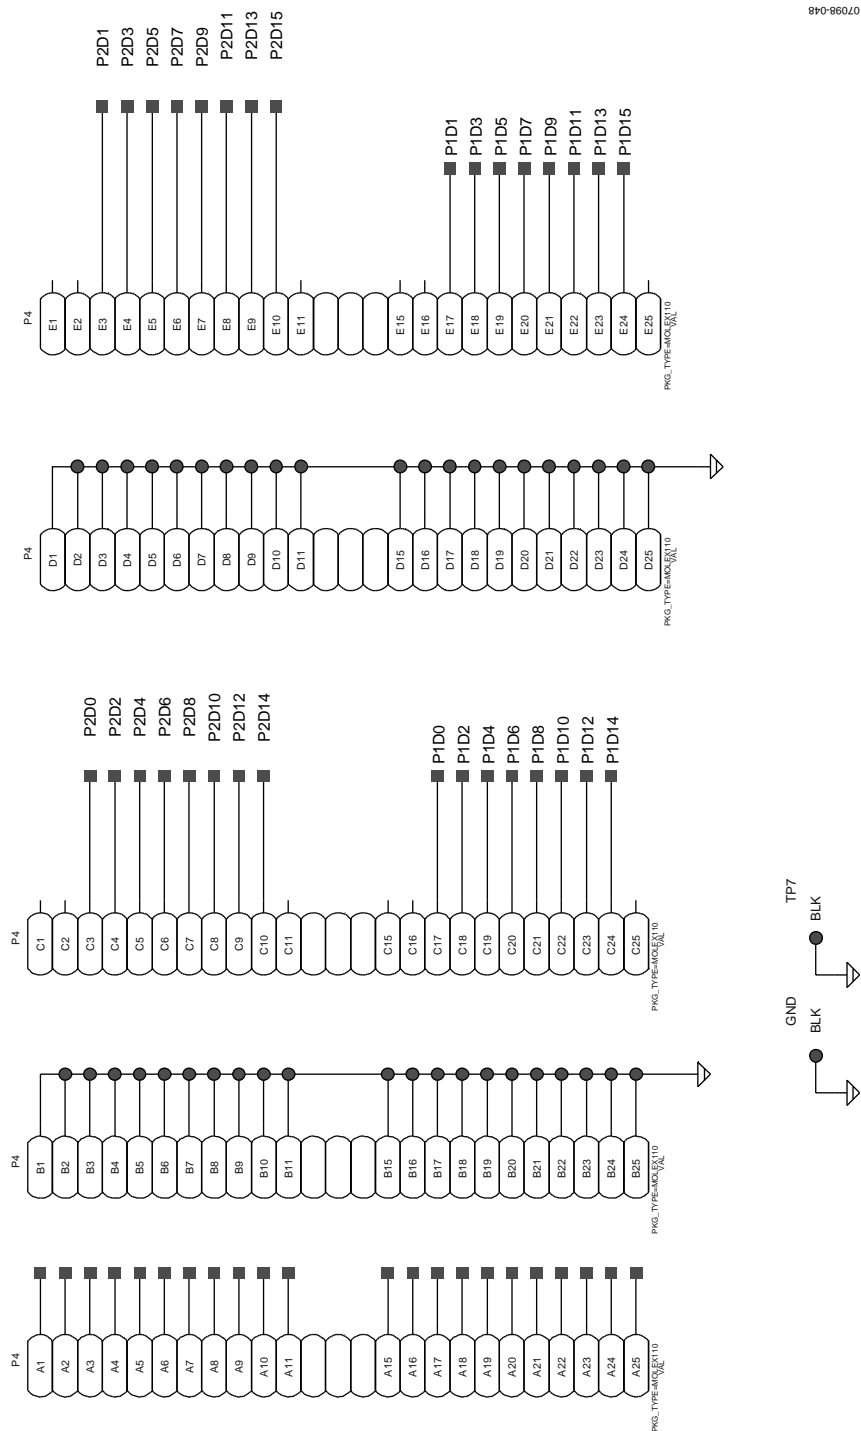 07098-048
P2D1
P2D3
P2D5
P2D7
P2D9
P2D11
P2D13
P2D15
P1D1
P1D3
P1D5
P1D7
P1D9
P1D11
P1D13
P1D15
P4
E1
E2
E3
E4
E5
E6
E7
E8
E9
E10
E11
E15
E16
E17
E18
E19
E20
E21
E22
E23
E24
E25
PKG_TYPE=MOLEX110
VAL
P4
D1
D2
D3
D4
D5
D6
D7
D8
D9
D10
D11
D15
D16
D17
D18
D19
D20
D21
D22
D23
D24
D25
PKG_TYPE=MOLEX110
VAL
P2D0
P2D2
P2D4
P2D6
P2D8
P2D10
P2D12
P2D14
P1D0
P1D2
P1D4
P1D6
P1D8
P1D10
P1D12
P1D14
P4
C1
C2
C3
C4
C5
C6
C7
C8
C9
C10
C11
C15
C16
C17
C18
C19
C20
C21
C22
C23
C24
C25
PKG_TYPE=MOLEX110
VAL
TP7
BLK
GND
BLK
P4
B1
B2
B3
B4
B5
B6
B7
B8
B9
B10
B11
B15
B16
B17
B18
B19
B20
B21
B22
B23
B24
B25
PKG_TYPE=MOLEX110
VAL
P4
A1
A2
A3
A4
A5
A6
A7
A8
A9
A10
A11
A15
A16
A17
A18
A19
A20
A21
A22
A23
A24
A25
PKG_TYPE=MOLEX110
VAL